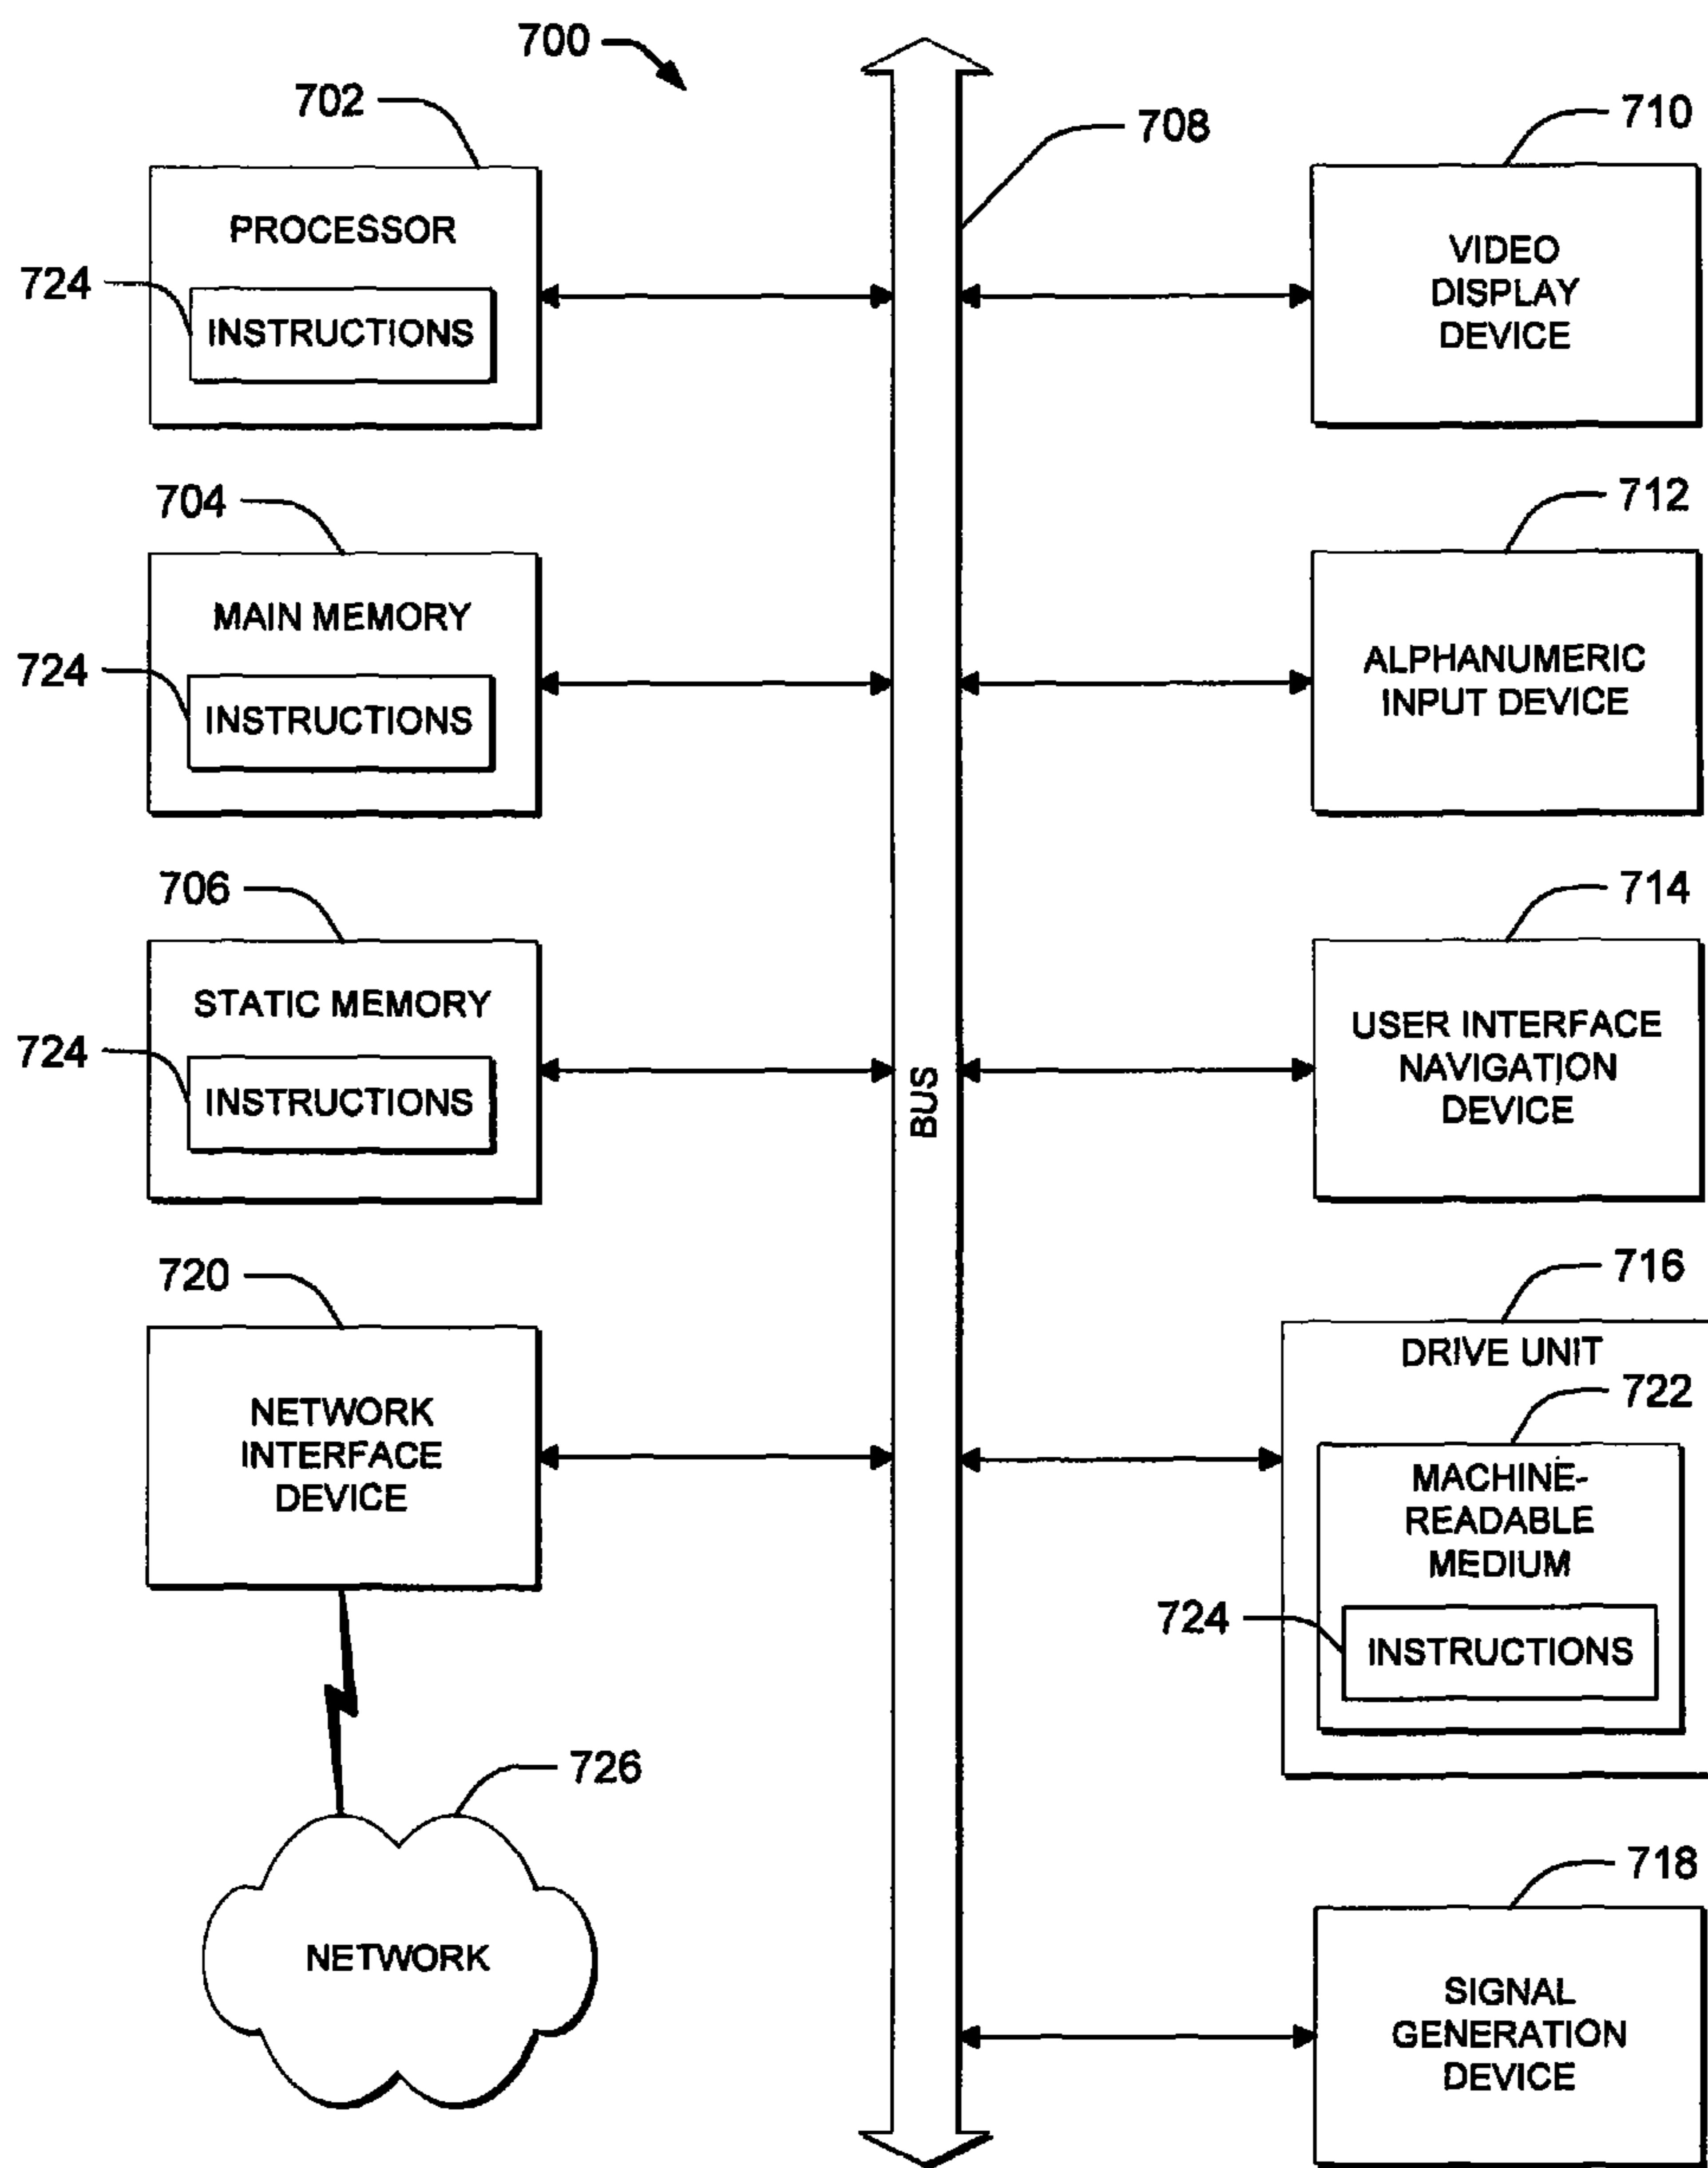 700
702
708
710
PROCESSOR
724
INSTRUCTIONS
VIDEO
DISPLAY
DEVICE
704
712
MAIN MEMORY
724
INSTRUCTIONS
ALPHANUMERIC
INPUT DEVICE
706
714
STATIC MEMORY
724
INSTRUCTIONS
BUS
USER INTERFACE
NAVIGATION
DEVICE
720
716
NETWORK
INTERFACE
DEVICE
DRIVE UNIT
722
MACHINE-
READABLE
MEDIUM
724
INSTRUCTIONS
726
NETWORK
718
SIGNAL
GENERATION
DEVICE